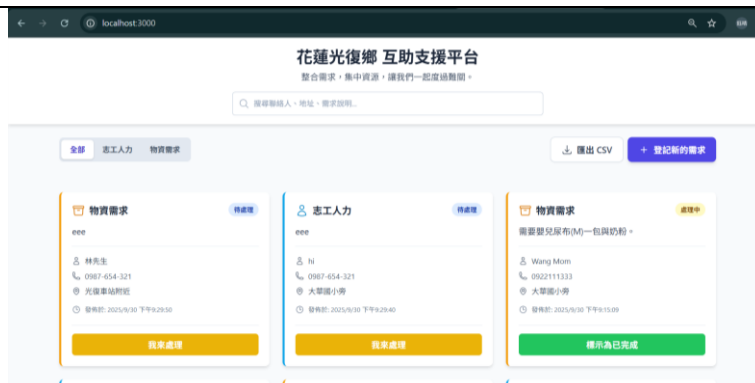 localhost:3000
花蓮光復鄉 互助支援平台
整合需求，集中資源，讓我們一起度過難關。
搜尋聯絡人、地址、需求說明...
全部 志工人力 物資需求
匯出 CSV + 登記新的需求
物資需求 待處理
eee
林先生
0987-654-321
光復車站附近
發佈於: 2025/9/30 下午9:29:50
我來處理
志工人力 待處理
eee
hi
0987-654-321
大華國小旁
發佈於: 2025/9/30 下午9:29:40
我來處理
物資需求 處理中
需要嬰兒尿布(M)一包與奶粉。
Wang Mom
0922111333
大華國小旁
發佈於: 2025/9/30 下午9:15:09
標示為已完成